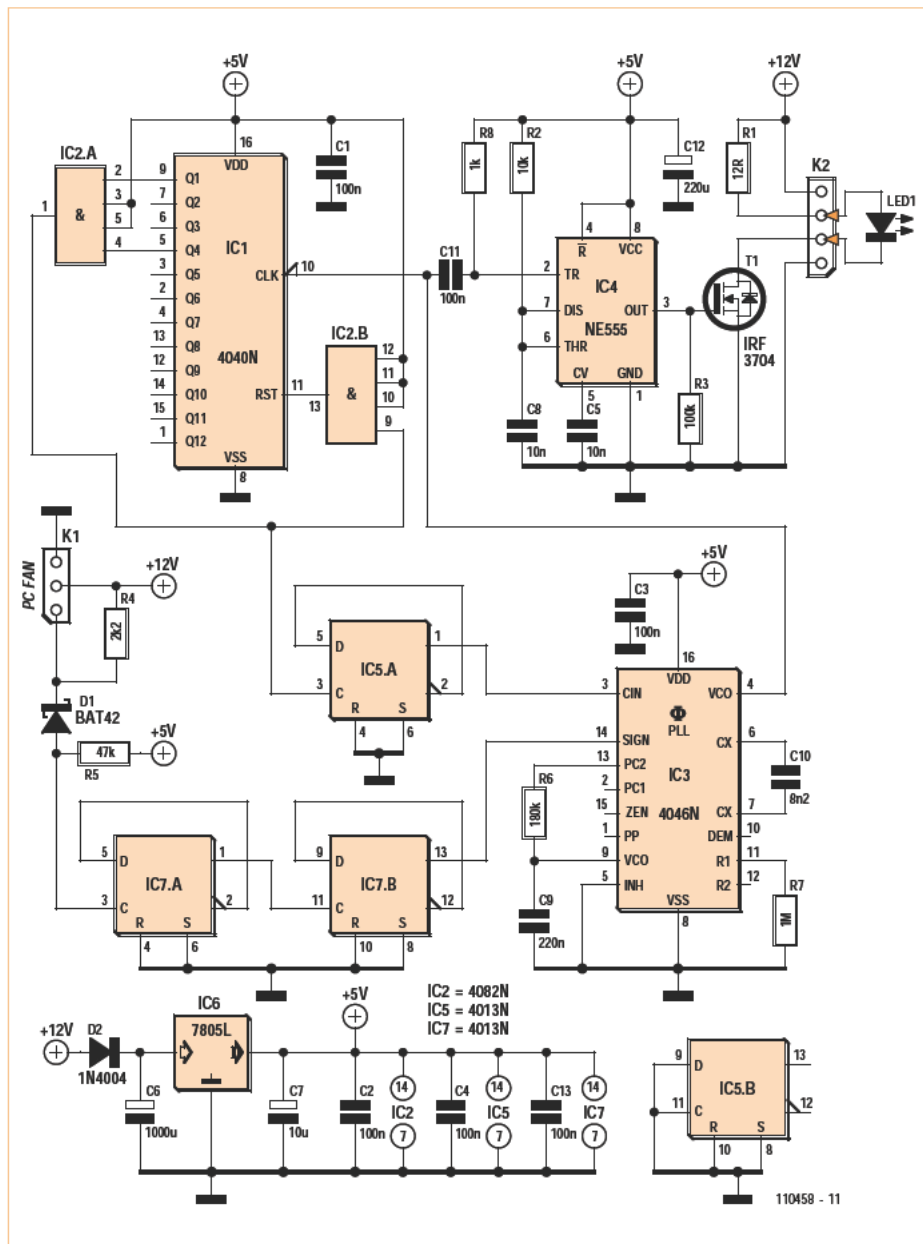 +5V
+5V
+12V
IC2.A
16
VDD
C1
100n
R8
1k
R2
10k
C12
220u
R1
12R
K2
LED1
1
&
2
3
5
4
9
7
6
5
3
2
4
13
12
14
15
1
Q1
Q2
Q3
Q4
Q5
Q6
Q7
Q8
Q9
Q10
Q11
Q12
IC1
CLK
10
4040N
RST
11
VSS
8
IC2.B
13
&
12
11
10
9
C11
100n
4
8
R
VCC
2
TR
IC4
7
DIS
OUT
3
NE555
6
THR
CV
GND
5
1
T1
IRF
3704
R3
100k
C8
10n
C5
10n
K1
PC FAN
+12V
R4
2k2
D1
BAT42
+5V
47k
R5
5
D
1
IC5.A
3
C
2
R
S
4
6
+5V
C3
100n
16
VDD
3
CIN
VCO
4
Φ
PLL
14
SIGN
CX
6
13
PC2
C10
8n2
2
PC1
IC3
15
ZEN
4046N
CX
7
1
PP
DEM
10
9
VCO
R1
11
5
INH
R2
12
VSS
8
R6
180k
C9
220n
R7
1M
5
D
1
IC7.A
3
C
2
R
S
4
6
9
D
13
IC7.B
11
C
12
R
S
10
8
IC2 = 4082N
IC5 = 4013N
IC7 = 4013N
+12V
D2
1N4004
IC6
7805L
+5V
C6
1000u
C7
10u
C2
100n
14
IC2
7
C4
100n
14
IC5
7
C13
100n
14
IC7
7
9
D
13
IC5.B
11
C
12
R
S
10
8
110458 - 11